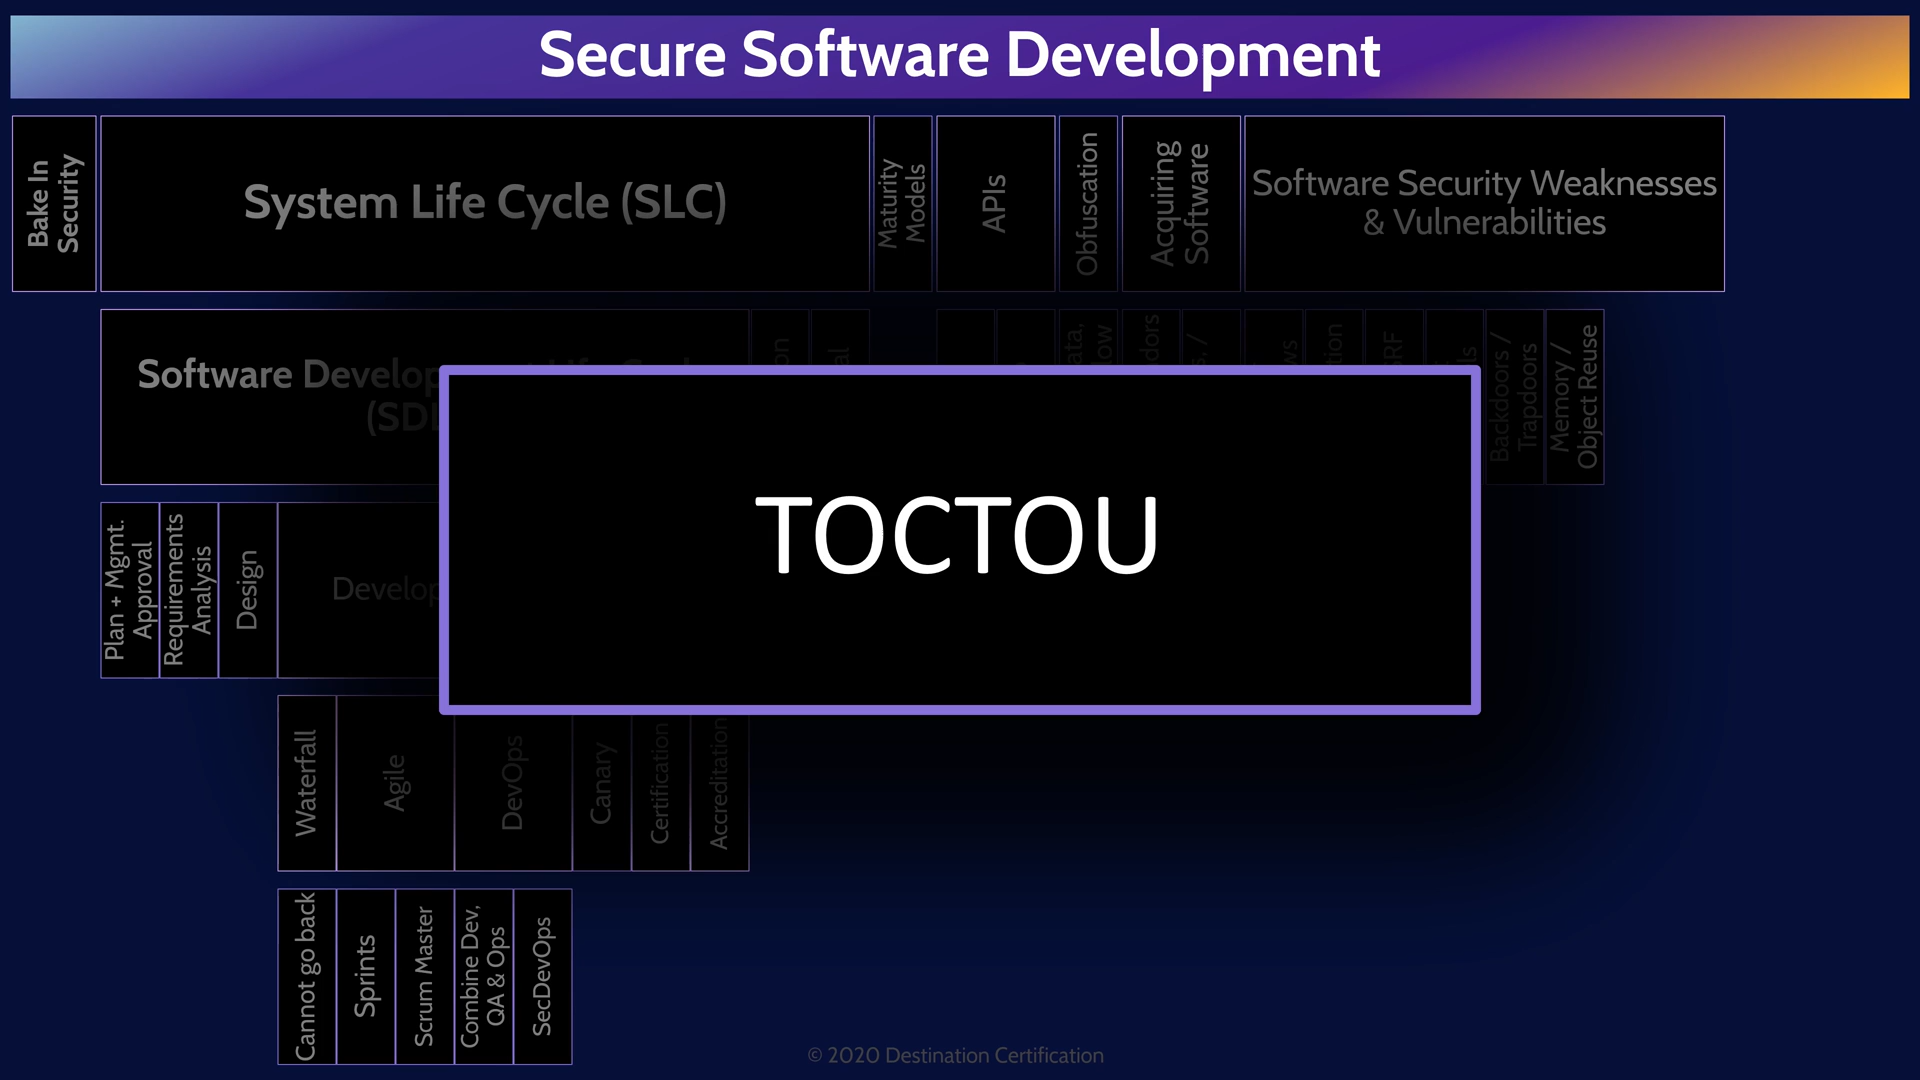 Secure Software Development
Bake In
Security
System Life Cycle (SLC)
Maturity
Models
APIs
Obfuscation
Acquiring
Software
Software Security Weaknesses
& Vulnerabilities
Software
Backdoors /
Trapdoors
Memory /
Object Reuse
TOCTOU
Plan + Mgmt.
Approval
Requirements
Analysis
Design
Waterfall
Agile
DevOps
Canary
Certification
Accreditation
Cannot go back
Sprints
Scrum Master
Combine Dev,
QA & Ops
SecDevOps
© 2020 Destination Certification